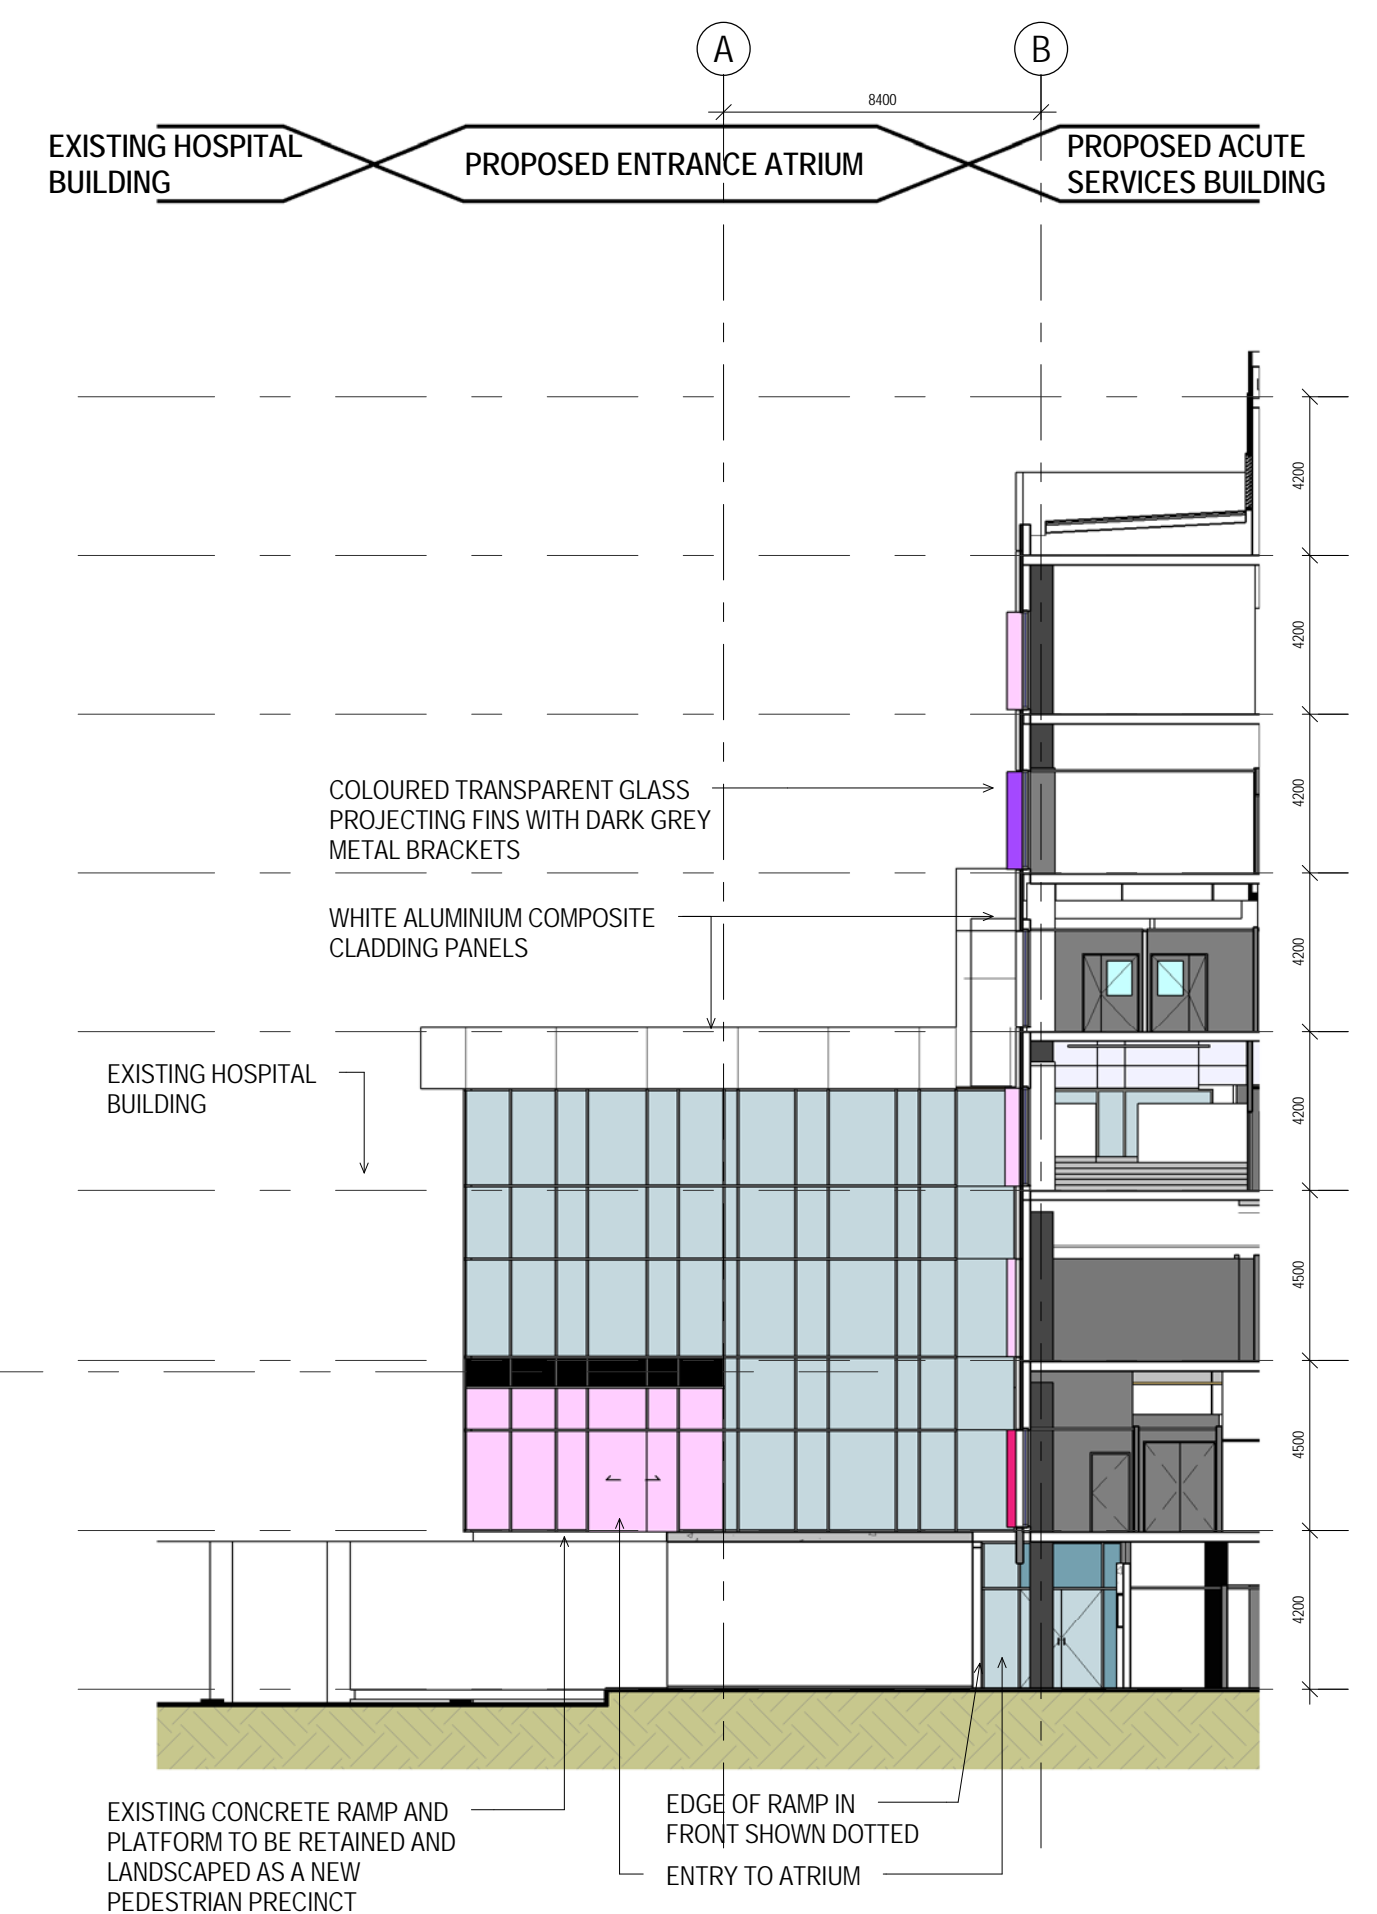 A
B
8400
EXISTING HOSPITAL
BUILDING
PROPOSED ENTRANCE ATRIUM
PROPOSED ACUTE
SERVICES BUILDING
4200
4200
COLOURED TRANSPARENT GLASS
PROJECTING FINS WITH DARK GREY
METAL BRACKETS
4200
WHITE ALUMINIUM COMPOSITE
CLADDING PANELS
4200
EXISTING HOSPITAL
BUILDING
4200
4500
4500
4200
EXISTING CONCRETE RAMP AND
PLATFORM TO BE RETAINED AND
LANDSCAPED AS A NEW
PEDESTRIAN PRECINCT
EDGE OF RAMP IN
FRONT SHOWN DOTTED
ENTRY TO ATRIUM